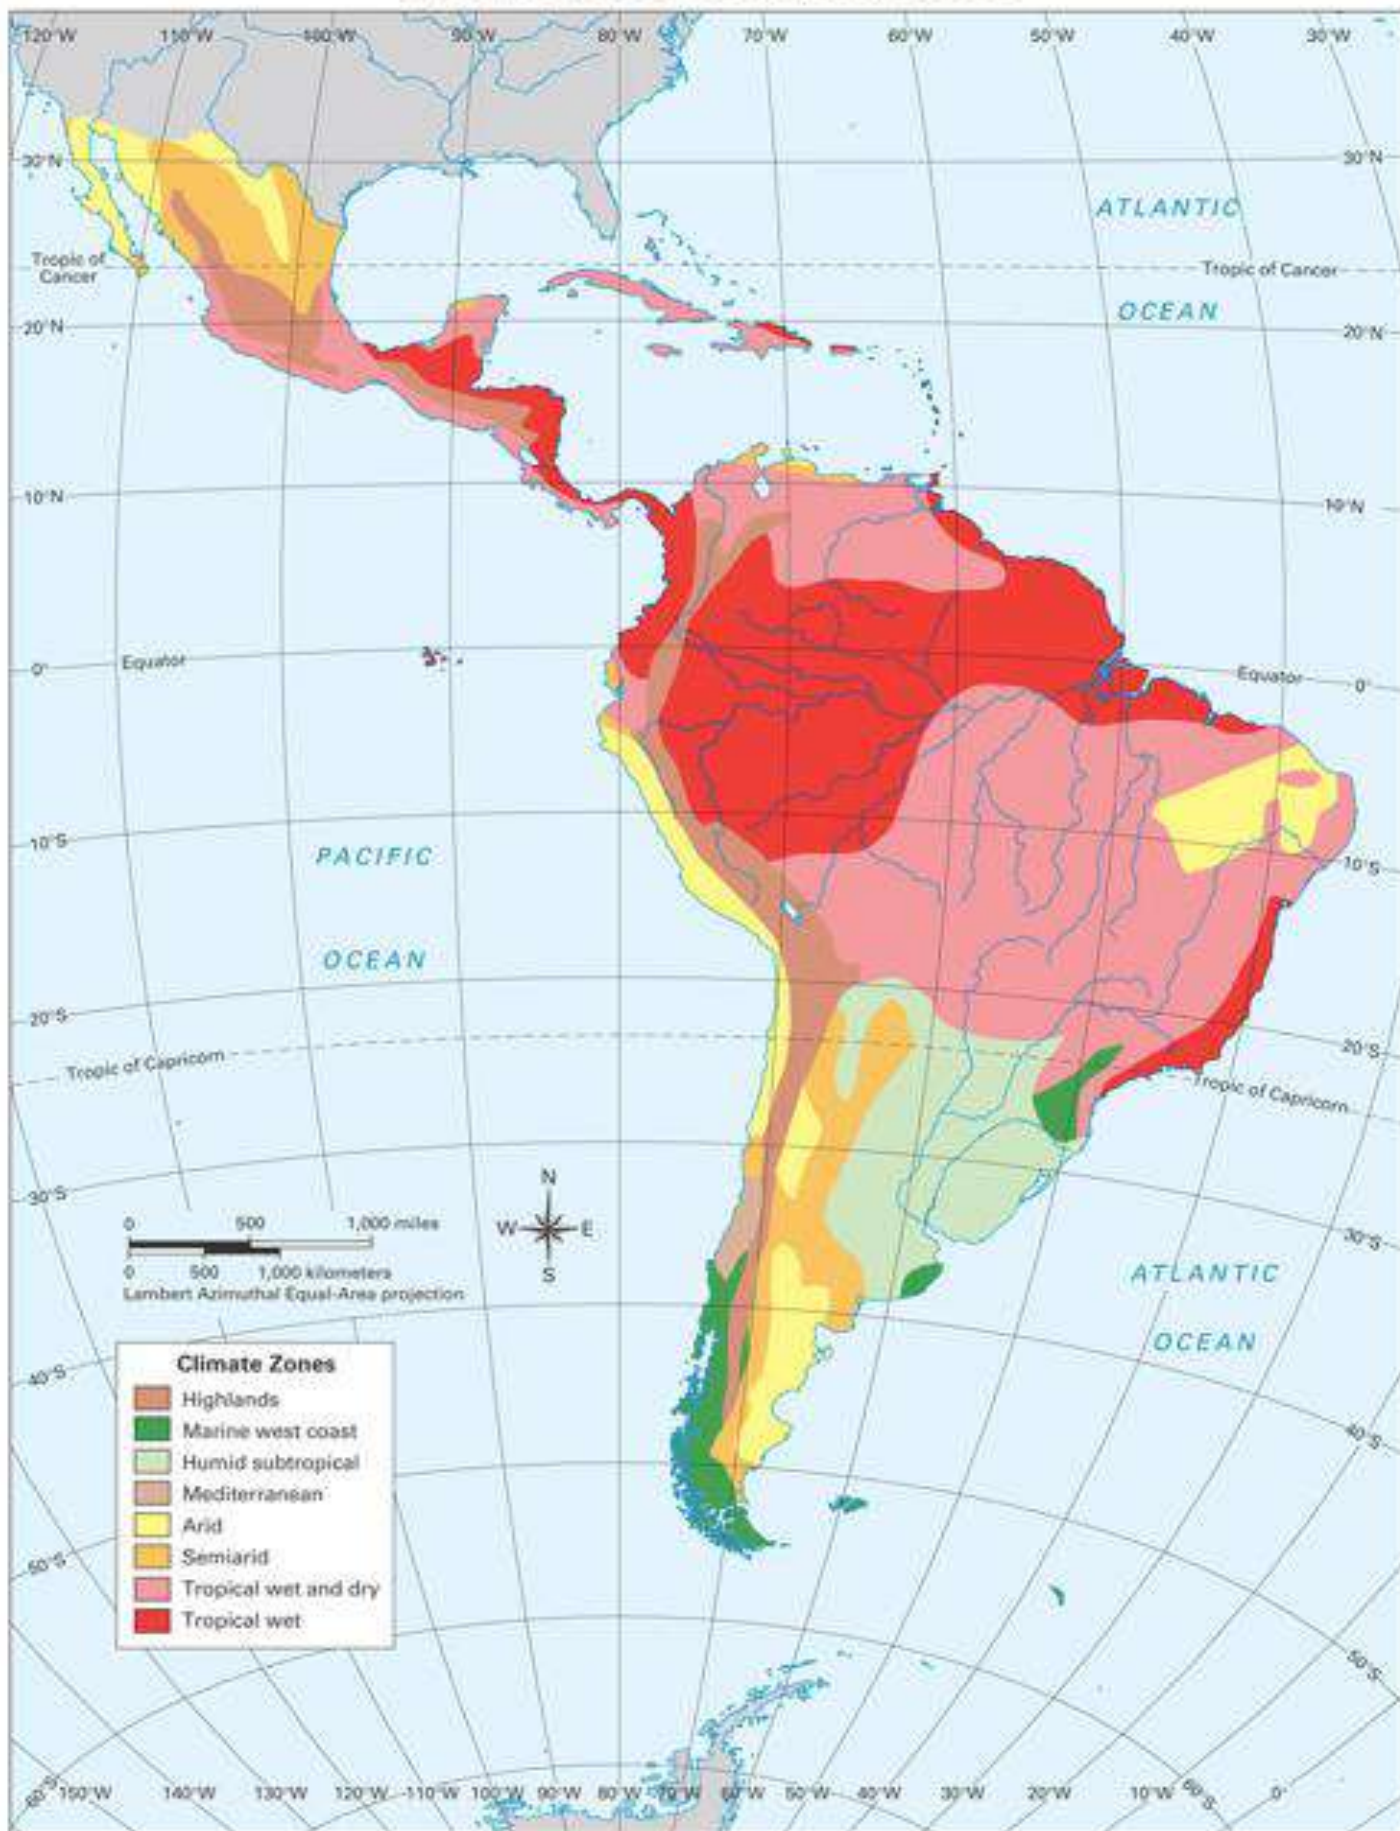 120°W 110°W 100°W 90°W 80°W 70°W 60°W 50°W 40°W 30°W
30°N 30°N
ATLANTIC
Tropic of
Cancer
Tropic of Cancer
OCEAN
20°N 20°N
10°N 10°N
Equator Equator
0° 0°
PACIFIC
10°S 10°S
OCEAN
20°S 20°S
Tropic of Capricorn Tropic of Capricorn
30°S 30°S
N
W E
S
0 500 1,000 miles
0 500 1,000 kilometers
Lambert Azimuthal Equal-Area projection
ATLANTIC
OCEAN
40°S 40°S
Climate Zones
Highlands
Marine west coast
Humid subtropical
Mediterranean
Arid
Semiarid
Tropical wet and dry
Tropical wet
50°S 50°S
60°S 150°W 140°W 130°W 120°W 110°W 100°W 90°W 80°W 70°W 60°W 50°W 40°W 30°W 20°W 10°W 60°S 0°